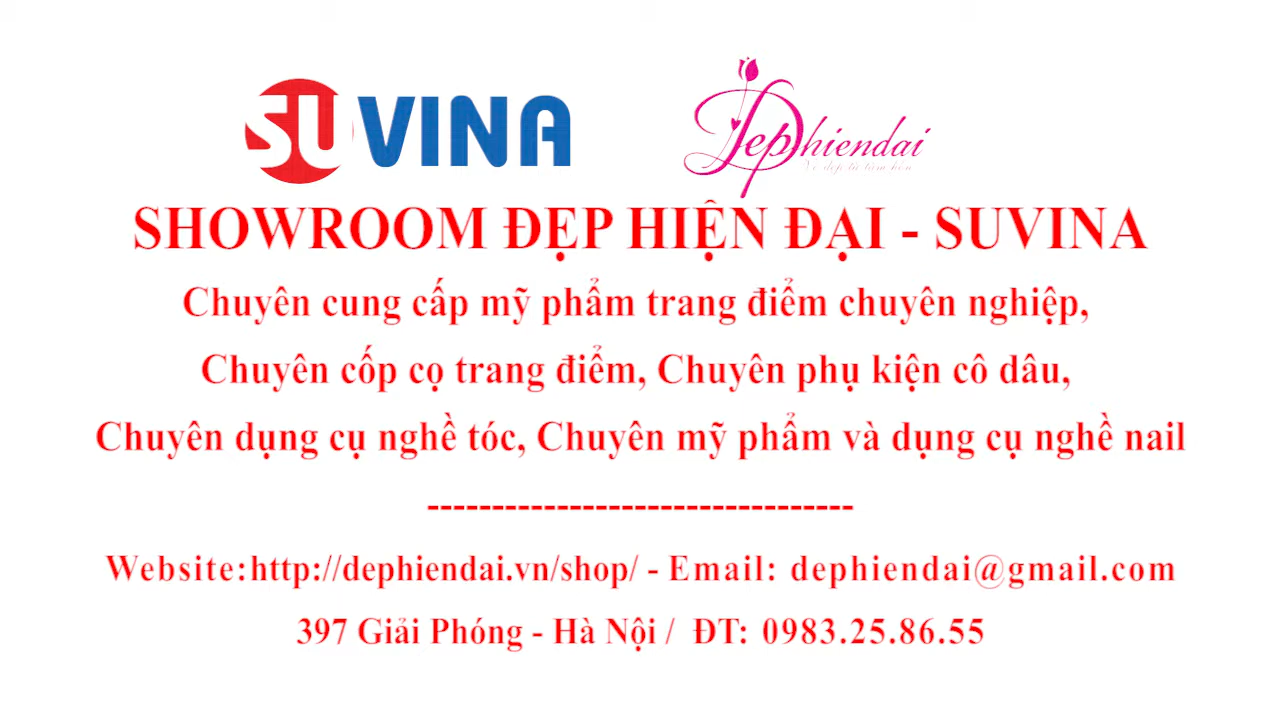 SUVINA
Dephiendai
Vẻ đẹp từ tâm hồn
SHOWROOM ĐẸP HIỆN ĐẠI - SUVINA
Chuyên cung cấp mỹ phẩm trang điểm chuyên nghiệp,
Chuyên cốp cọ trang điểm, Chuyên phụ kiện cô dâu,
Chuyên dụng cụ nghề tóc, Chuyên mỹ phẩm và dụng cụ nghề nail
---------------------------------
Website:http://dephiendai.vn/shop/ - Email: dephiendai@gmail.com
397 Giải Phóng - Hà Nội / ĐT: 0983.25.86.55